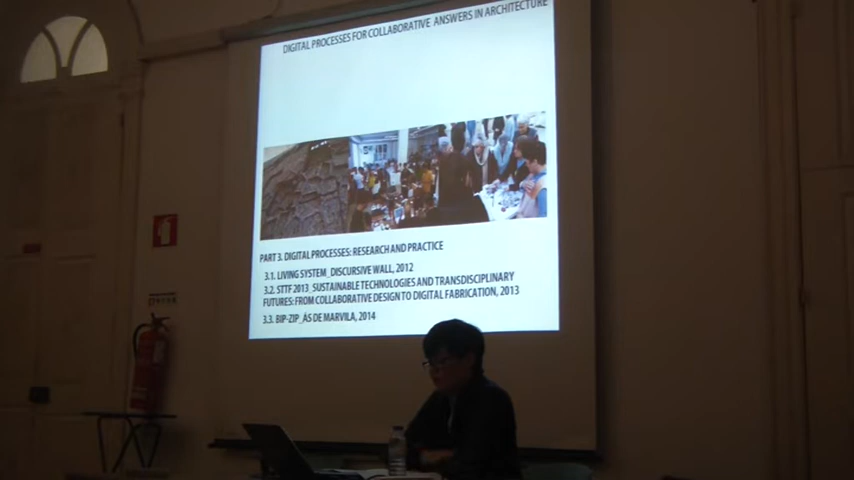 DIGITAL PROCESSES FOR COLLABORATIVE ANSWERS IN ARCHITECTURE
PART 3. DIGITAL PROCESSES: RESEARCH AND PRACTICE
3.1. LIVING SYSTEM_DISCURSIVE WALL, 2012
3.2. STTF 2013_SUSTAINABLE TECHNOLOGIES AND TRANSDISCIPLINARY
FUTURES: FROM COLLABORATIVE DESIGN TO DIGITAL FABRICATION, 2013
3.3. BIP-ZIP_ÁS DE MARVILA, 2014